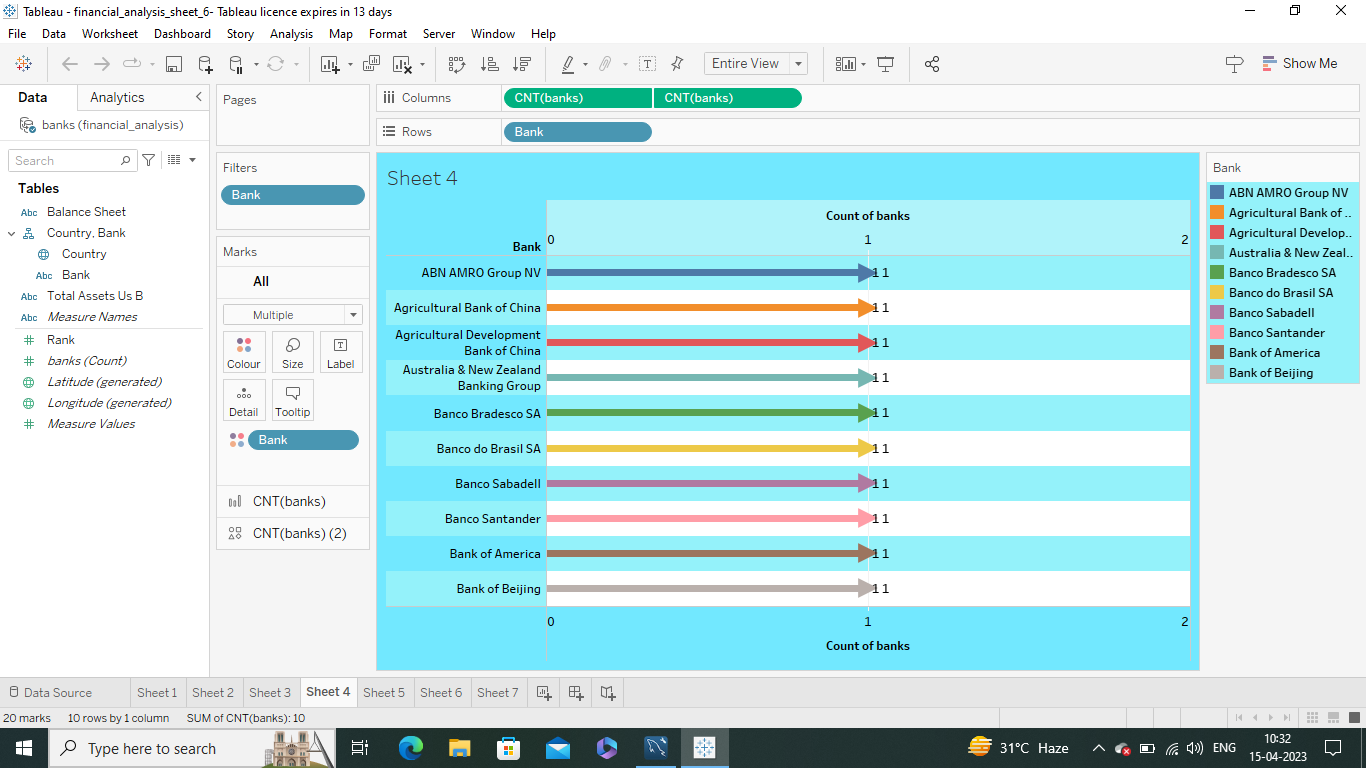 Tableau - financial_analysis_sheet_6- Tableau licence expires in 13 days
File Data Worksheet Dashboard Story Analysis Map Format Server Window Help
Entire View
Show Me
Data Analytics
banks (financial_analysis)
Search
Tables
Abc Balance Sheet
Country, Bank
Country
Abc Bank
Abc Total Assets Us B
Abc Measure Names
Rank
banks (Count)
Latitude (generated)
Longitude (generated)
Measure Values
Pages
Filters
Bank
Marks
All
Multiple
Colour Size Label
Detail Tooltip
Bank
CNT(banks)
CNT(banks) (2)
Columns CNT(banks) CNT(banks)
Rows Bank
Sheet 4
Count of banks
Bank 0 1 2
ABN AMRO Group NV 1 1
Agricultural Bank of China 1 1
Agricultural Development
Bank of China 1 1
Australia & New Zealand
Banking Group 1 1
Banco Bradesco SA 1 1
Banco do Brasil SA 1 1
Banco Sabadell 1 1
Banco Santander 1 1
Bank of America 1 1
Bank of Beijing 1 1
0 1 2
Count of banks
Bank
ABN AMRO Group NV
Agricultural Bank of ..
Agricultural Develop..
Australia & New Zeal..
Banco Bradesco SA
Banco do Brasil SA
Banco Sabadell
Banco Santander
Bank of America
Bank of Beijing
Data Source Sheet 1 Sheet 2 Sheet 3 Sheet 4 Sheet 5 Sheet 6 Sheet 7
20 marks 10 rows by 1 column SUM of CNT(banks): 10
Type here to search
31°C Haze
ENG
10:32
15-04-2023